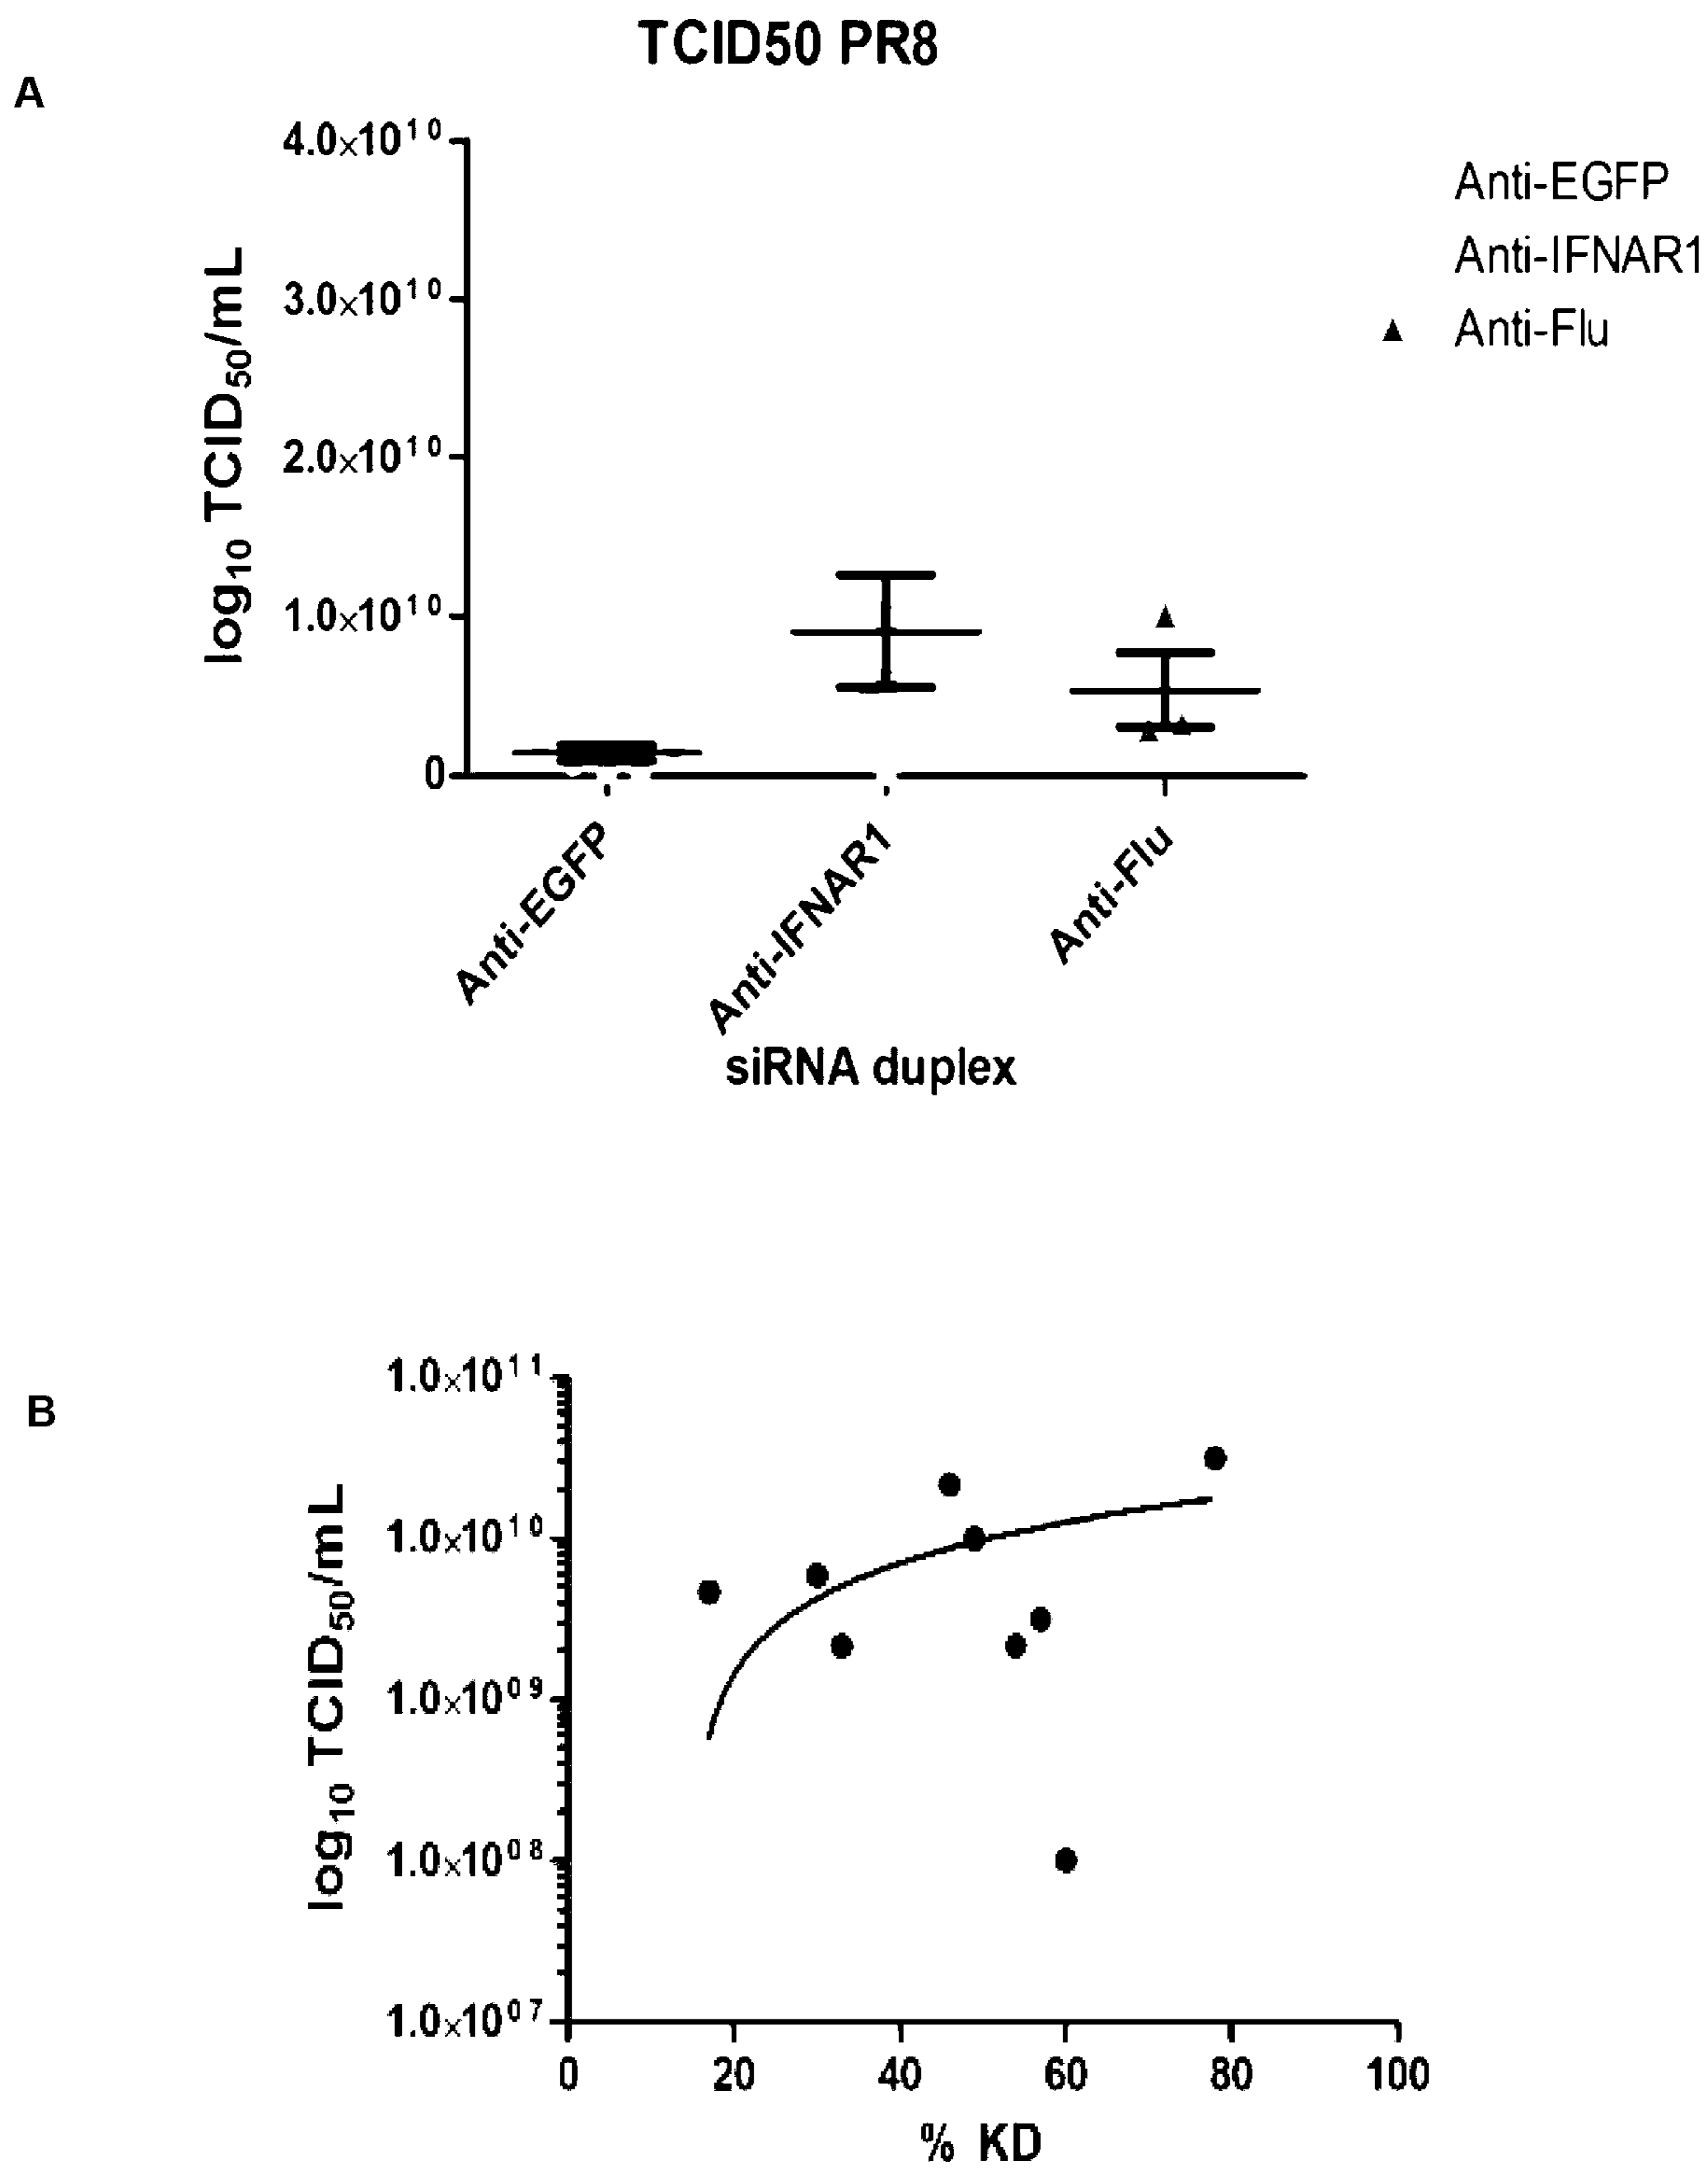 TCID50 PR8
A
4.0×10¹⁰
3.0×10¹⁰
2.0×10¹⁰
1.0×10¹⁰
0
log₁₀ TCID₅₀/mL
Anti-EGFP
Anti-IFNAR1
Anti-Flu
Anti-EGFP
Anti-IFNAR1
Anti-Flu
siRNA duplex
B
1.0×10¹¹
1.0×10¹⁰
1.0×10⁰⁹
1.0×10⁰⁸
1.0×10⁰⁷
log₁₀ TCID₅₀/mL
0 20 40 60 80 100
% KD